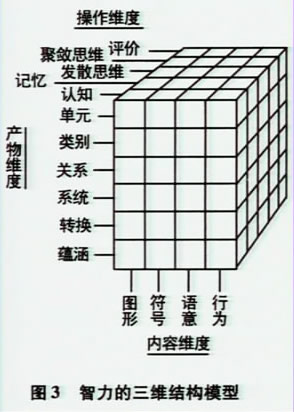 操作维度
评价
聚敛思维
发散思维
记忆
认知
产物维度
单元
类别
关系
系统
转换
蕴涵
图形
符号
语意
行为
内容维度
图3 智力的三维结构模型